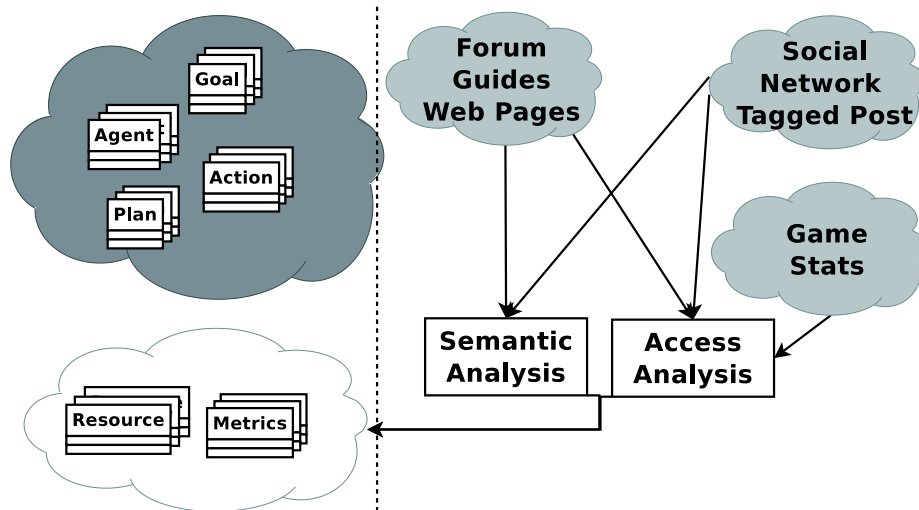 Goal
Agent
Action
Plan
Resource
Metrics
Forum
Guides
Web Pages
Social
Network
Tagged Post
Game
Stats
Semantic
Analysis
Access
Analysis